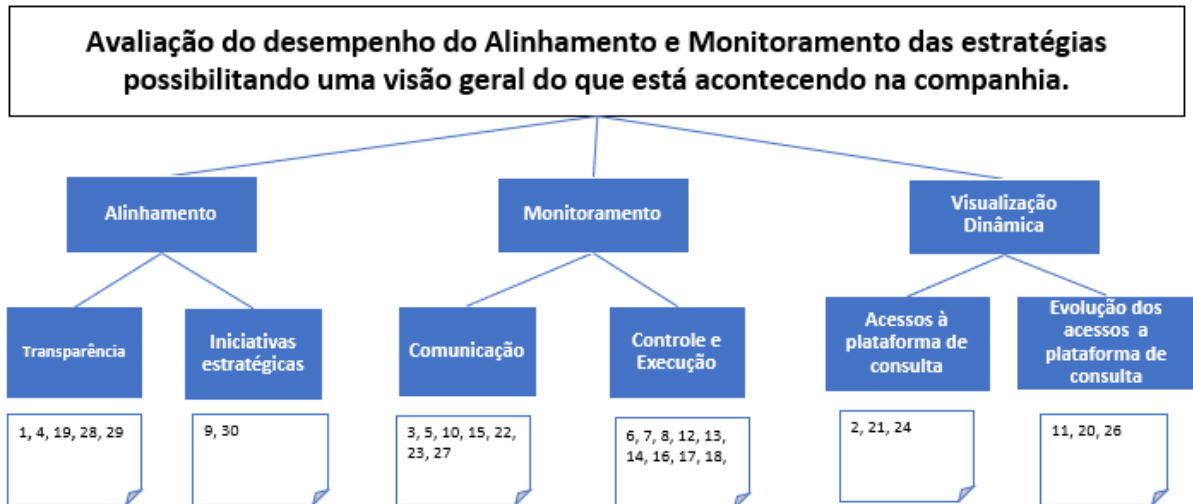 Avaliação do desempenho do Alinhamento e Monitoramento das estratégias
possibilitando uma visão geral do que está acontecendo na companhia.
Alinhamento
Monitoramento
Visualização
Dinâmica
Transparência
Iniciativas
estratégicas
Comunicação
Controle e
Execução
Acessos à
plataforma de
consulta
Evolução dos
acessos a
plataforma de
consulta
1, 4, 19, 28, 29
9, 30
3, 5, 10, 15, 22,
23, 27
6, 7, 8, 12, 13,
14, 16, 17, 18,
2, 21, 24
11, 20, 26